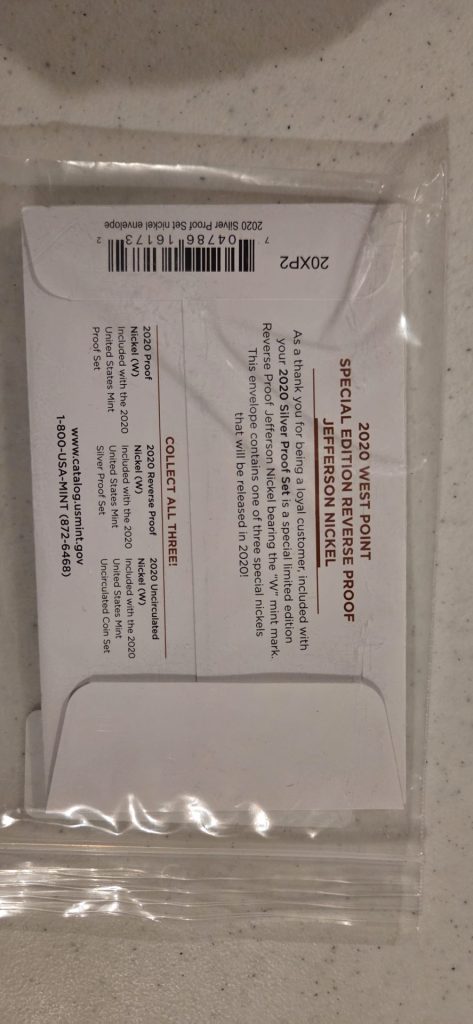 2020 WEST POINT
SPECIAL EDITION REVERSE PROOF
JEFFERSON NICKEL
As a thank you for being a loyal customer, included with
your 2020 Silver Proof Set is a special limited edition
Reverse Proof Jefferson Nickel bearing the "W" mint mark.
This envelope contains one of three special nickels
that will be released in 2020!
COLLECT ALL THREE!
2020 Proof
Nickel (W)
Included with the 2020
United States Mint
Proof Set
2020 Reverse Proof
Nickel (W)
Included with the 2020
United States Mint
Silver Proof Set
2020 Uncirculated
Nickel (W)
Included with the 2020
United States Mint
Uncirculated Coin Set
www.catalog.usmint.gov
1-800-USA-MINT (872-6468)
20XP2
7 04786 16173 2
2020 Silver Proof Set nickel envelope